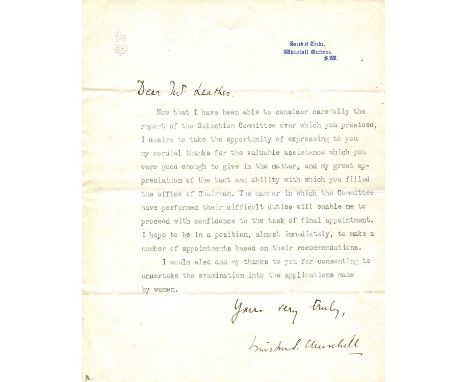 Board of Trade,
Whitehall Gardens,
S.W.
Dear Mr Leathes,
Now that I have been able to consider carefully the
report of the Selection Committee over which you presided,
I desire to take the opportunity of expressing to you
my cordial thanks for the valuable assistance which you
were good enough to give in the matter, and my great ap-
preciation of the tact and ability with which you filled
the office of Chairman. The manner in which the Committee
have performed their difficult duties will enable me to
proceed with confidence to the task of final appointment.
I hope to be in a position, almost immediately, to make a
number of appointments based on their recommendations.
I would also add my thanks to you for consenting to
undertake the examination into the applications made
by women.
Yours very truly,
Winston S. Churchill